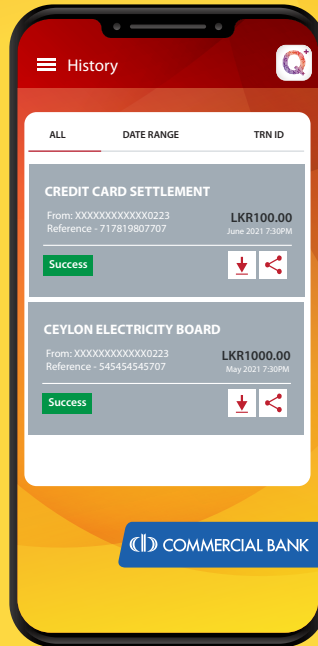 History
Q+
ALL DATE RANGE TRN ID
CREDIT CARD SETTLEMENT
From: XXXXXXXXXXXX0223
LKR100.00
Reference - 717819807707
June 2021 7:30PM
Success
CEYLON ELECTRICITY BOARD
From: XXXXXXXXXXXX0223
LKR1000.00
Reference - 545454545707
May 2021 7:30PM
Success
COMMERCIAL BANK